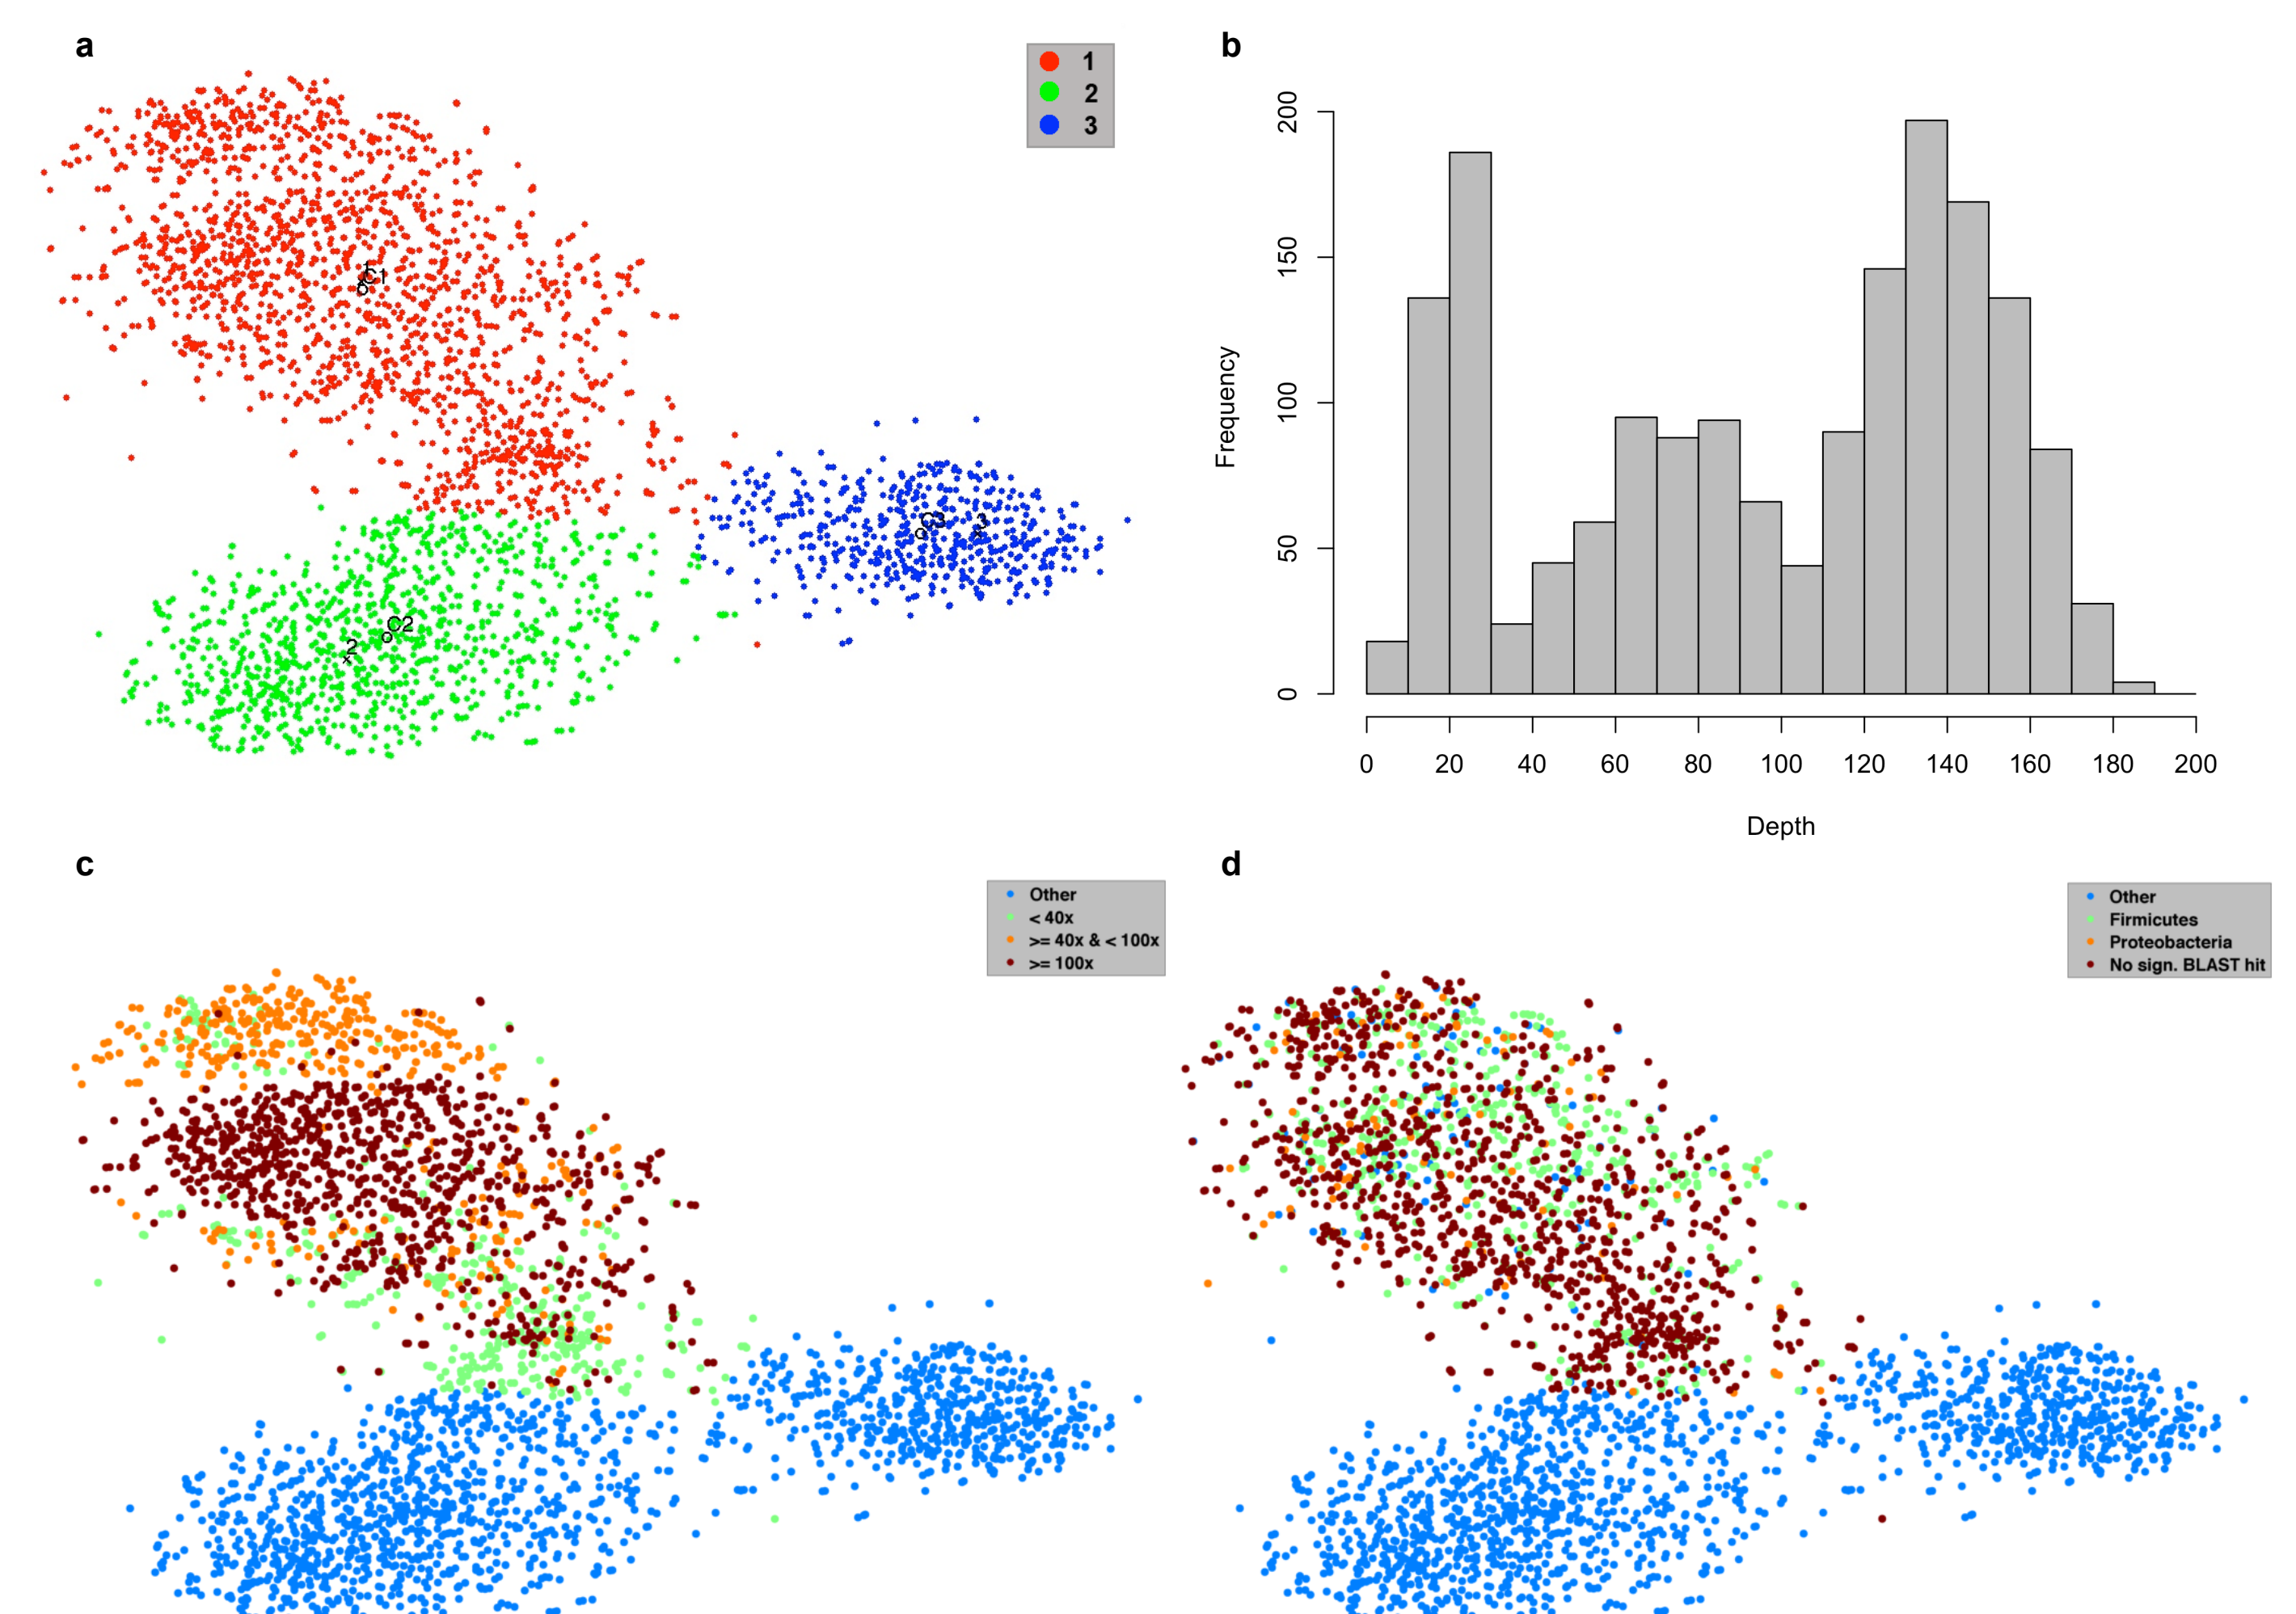 a
1
2
3
1
C1
C3
3
C2
2
b
200
150
100
50
0
Frequency
0 20 40 60 80 100 120 140 160 180 200
Depth
c
Other
< 40x
>= 40x & < 100x
>= 100x
d
Other
Firmicutes
Proteobacteria
No sign. BLAST hit